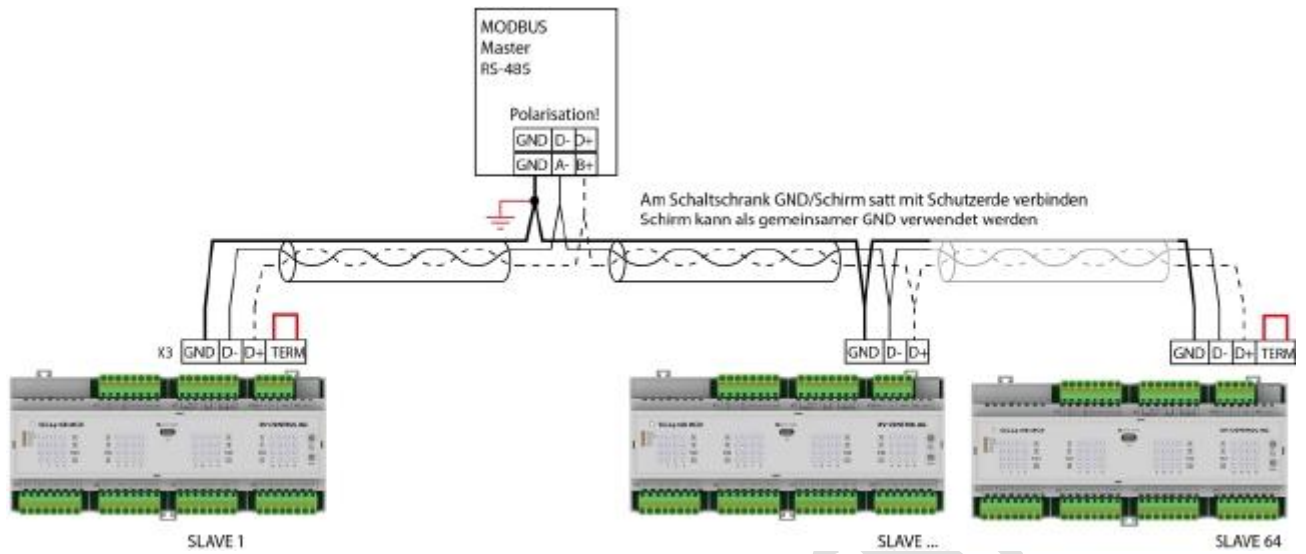 MODBUS
Master
RS-485
Polarisation!
GND D- D+
GND A- B+
Am Schaltschrank GND/Schirm satt mit Schutzerde verbinden
Schirm kann als gemeinsamer GND verwendet werden
X3 GND D- D+ TERM
GND D- D+
GND D- D+ TERM
SLAVE 1
SLAVE ...
SLAVE 64